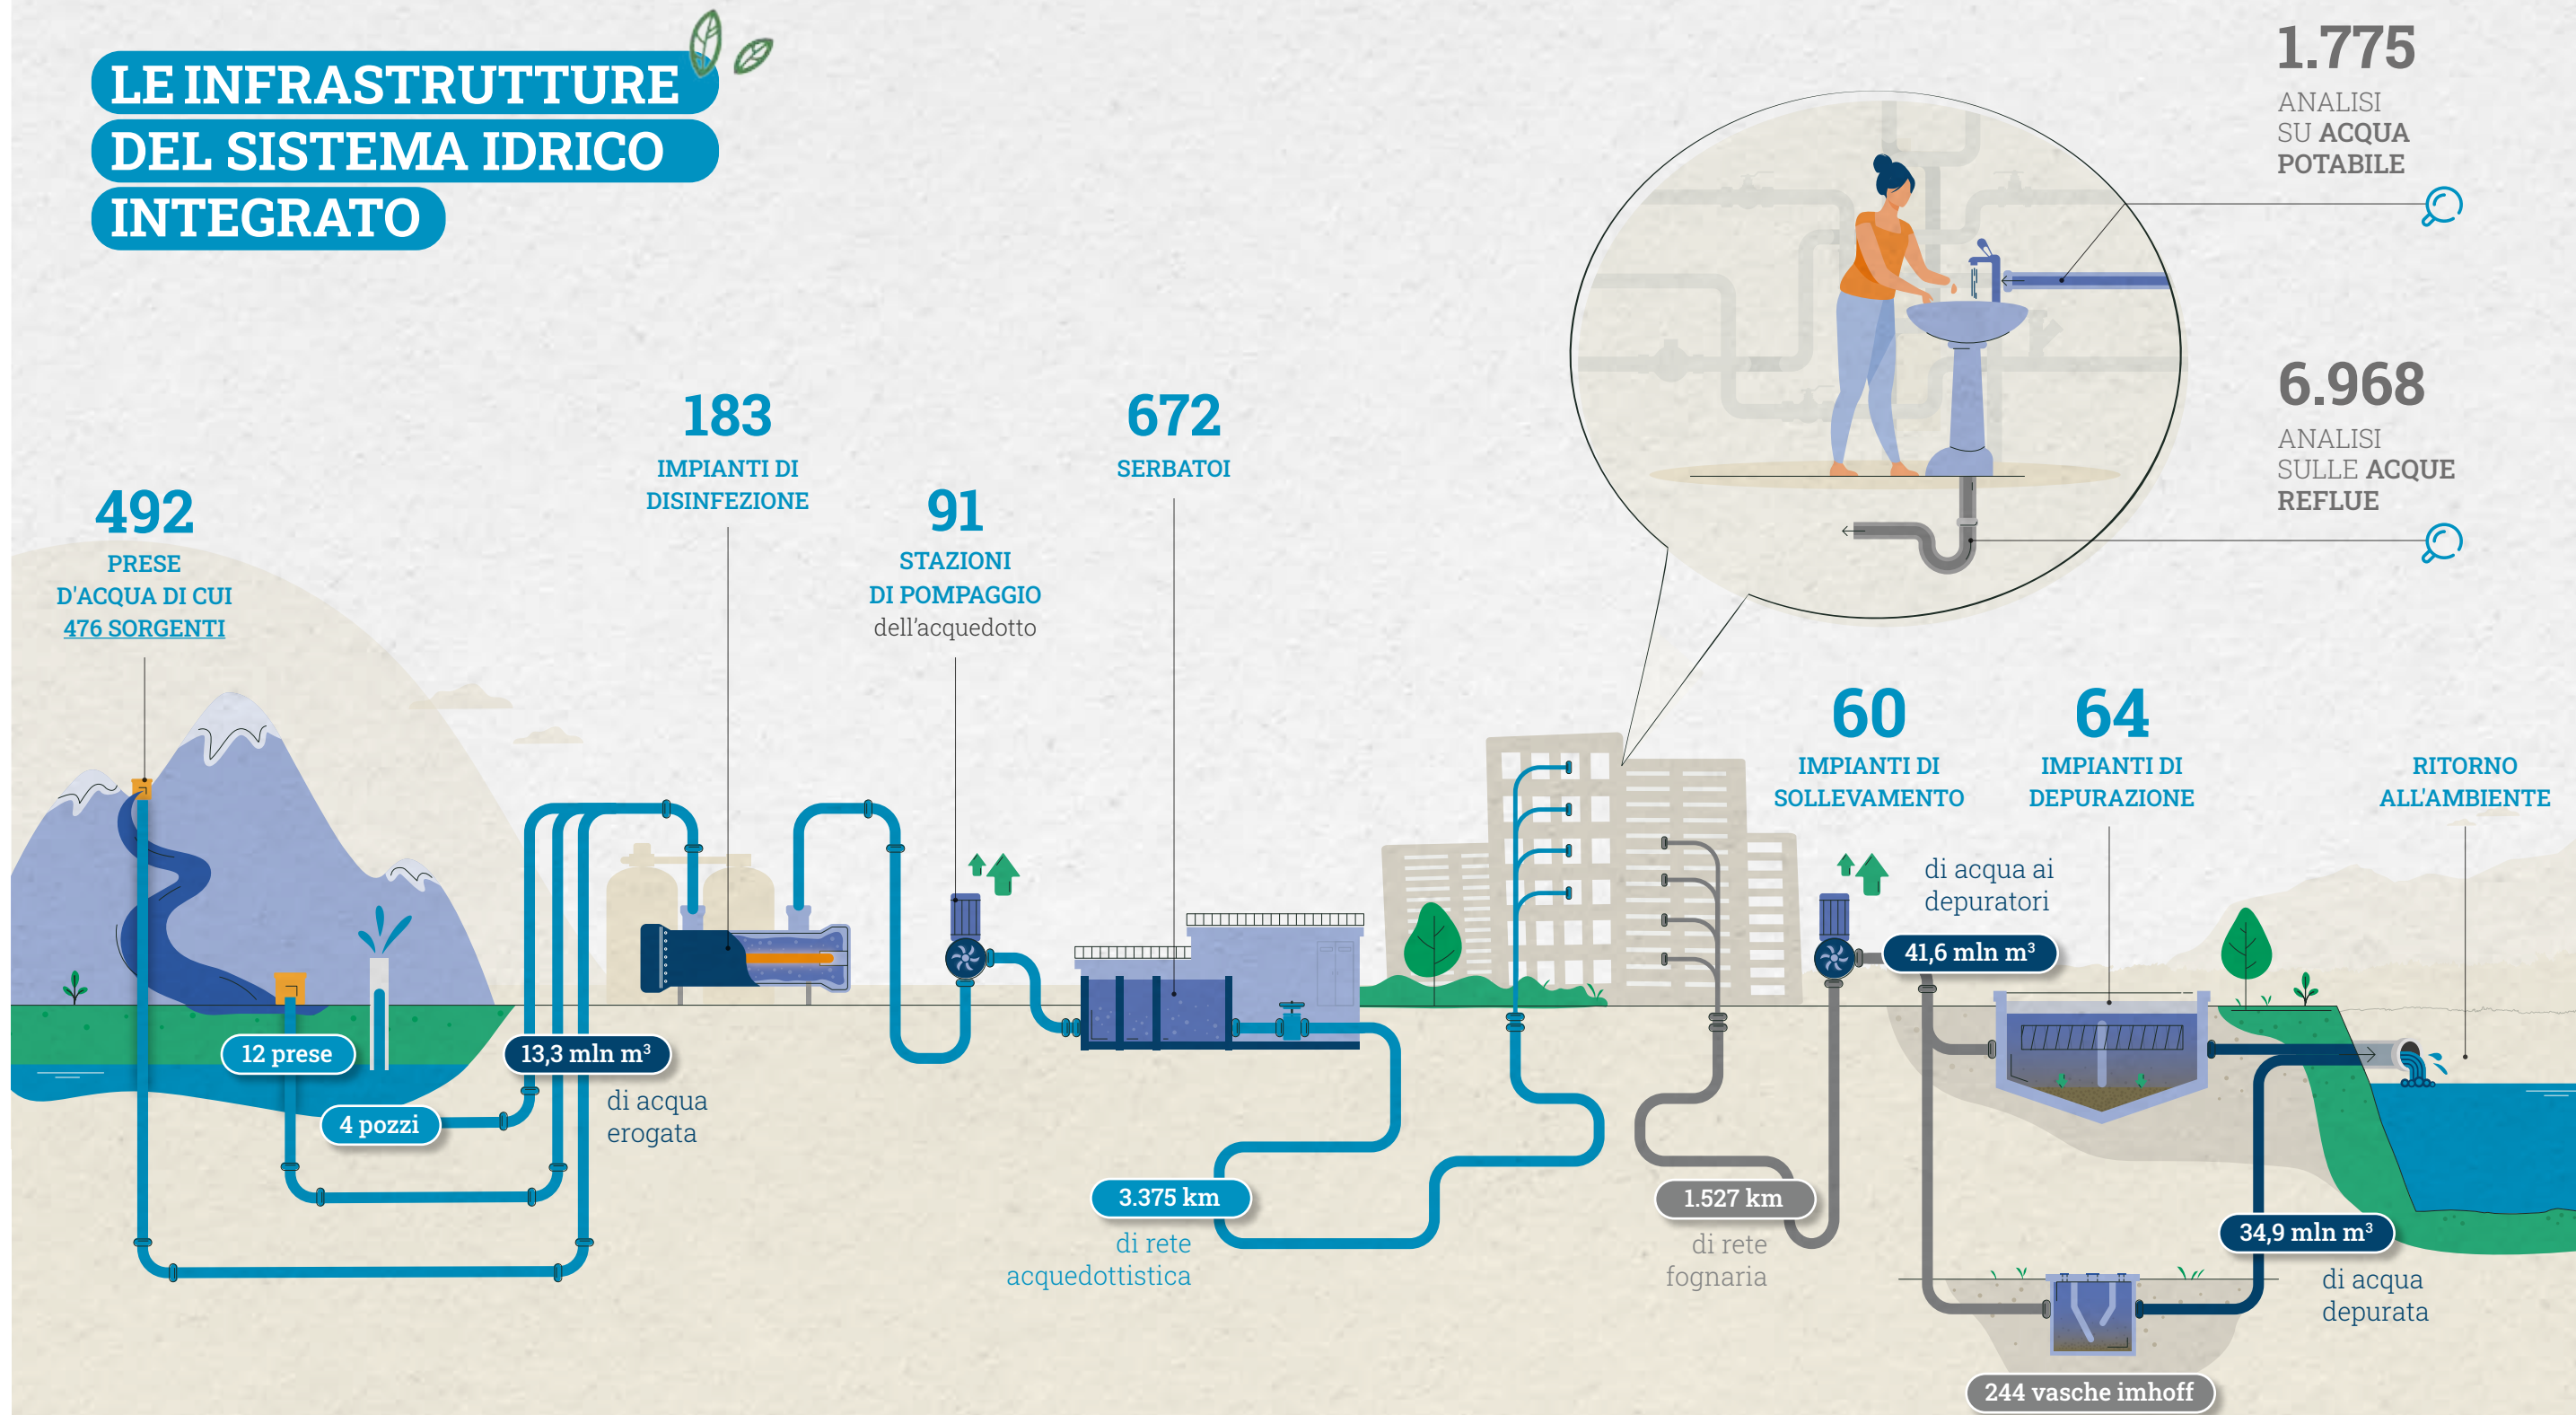 LE INFRASTRUTTURE
DEL SISTEMA IDRICO
INTEGRATO
1.775
ANALISI
SU ACQUA
POTABILE
6.968
ANALISI
SULLE ACQUE
REFLUE
492
PRESE
D'ACQUA DI CUI
476 SORGENTI
183
IMPIANTI DI
DISINFEZIONE
91
STAZIONI
DI POMPAGGIO
dell’acquedotto
672
SERBATOI
60
IMPIANTI DI
SOLLEVAMENTO
64
IMPIANTI DI
DEPURAZIONE
RITORNO
ALL'AMBIENTE
di acqua ai
depuratori
41,6 mln m³
12 prese
4 pozzi
13,3 mln m³
di acqua
erogata
3.375 km
di rete
acquedottistica
1.527 km
di rete
fognaria
34,9 mln m³
di acqua
depurata
244 vasche imhoff